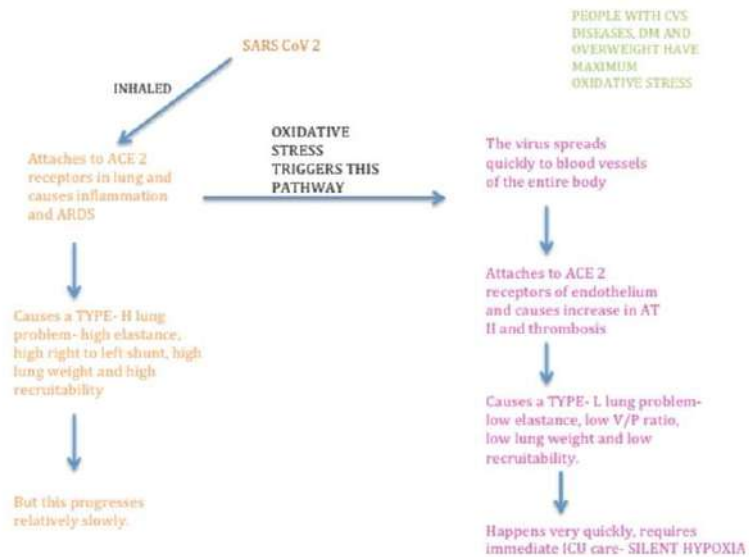 SARS CoV 2
PEOPLE WITH CVS
DISEASES, DM AND
OVERWEIGHT HAVE
MAXIMUM
OXIDATIVE STRESS
INHALED
Attaches to ACE 2
receptors in lung and
causes inflammation
and ARDS
OXIDATIVE
STRESS
TRIGGERS THIS
PATHWAY
The virus spreads
quickly to blood vessels
of the entire body
Causes a TYPE- H lung
problem- high elastance,
high right to left shunt, high
lung weight and high
recruitability
Attaches to ACE 2
receptors of endothelium
and causes increase in AT
II and thrombosis
But this progresses
relatively slowly.
Causes a TYPE- L lung problem-
low elastance, low V/P ratio,
low lung weight and low
recruitability.
Happens very quickly, requires
immediate ICU care- SILENT HYPOXIA